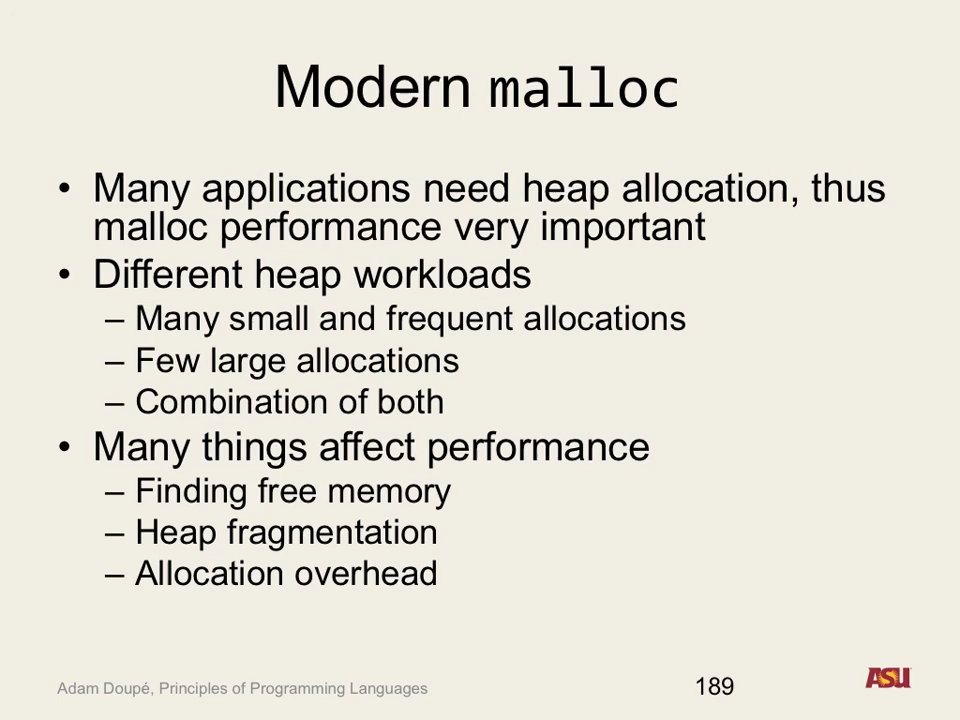 Modern malloc
• Many applications need heap allocation, thus
malloc performance very important
• Different heap workloads
– Many small and frequent allocations
– Few large allocations
– Combination of both
• Many things affect performance
– Finding free memory
– Heap fragmentation
– Allocation overhead
Adam Doupé, Principles of Programming Languages
189
ASU